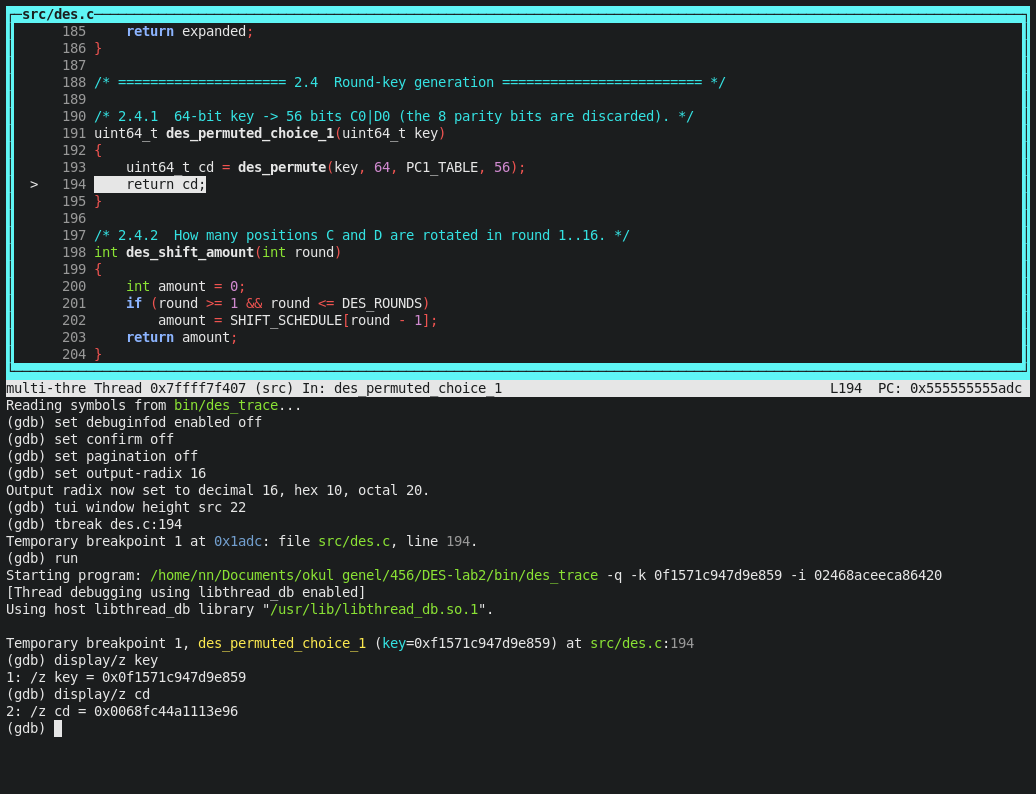 src/des.c
185     return expanded;
186 }
187
188 /* ===================== 2.4  Round-key generation ========================= */
189
190 /* 2.4.1  64-bit key -> 56 bits C0|D0 (the 8 parity bits are discarded). */
191 uint64_t des_permuted_choice_1(uint64_t key)
192 {
193     uint64_t cd = des_permute(key, 64, PC1_TABLE, 56);
>   194     return cd;
195 }
196
197 /* 2.4.2  How many positions C and D are rotated in round 1..16. */
198 int des_shift_amount(int round)
199 {
200     int amount = 0;
201     if (round >= 1 && round <= DES_ROUNDS)
202         amount = SHIFT_SCHEDULE[round - 1];
203     return amount;
204 }
multi-thre Thread 0x7ffff7f407 (src) In: des_permuted_choice_1    L194  PC: 0x555555555adc
Reading symbols from bin/des_trace...
(gdb) set debuginfod enabled off
(gdb) set confirm off
(gdb) set pagination off
(gdb) set output-radix 16
Output radix now set to decimal 16, hex 10, octal 20.
(gdb) tui window height src 22
(gdb) tbreak des.c:194
Temporary breakpoint 1 at 0x1adc: file src/des.c, line 194.
(gdb) run
Starting program: /home/nn/Documents/okul genel/456/DES-lab2/bin/des_trace -q -k 0f1571c947d9e859 -i 02468aceeca86420
[Thread debugging using libthread_db enabled]
Using host libthread_db library "/usr/lib/libthread_db.so.1".

Temporary breakpoint 1, des_permuted_choice_1 (key=0xf1571c947d9e859) at src/des.c:194
(gdb) display/z key
1: /z key = 0x0f1571c947d9e859
(gdb) display/z cd
2: /z cd = 0x0068fc44a1113e96
(gdb)